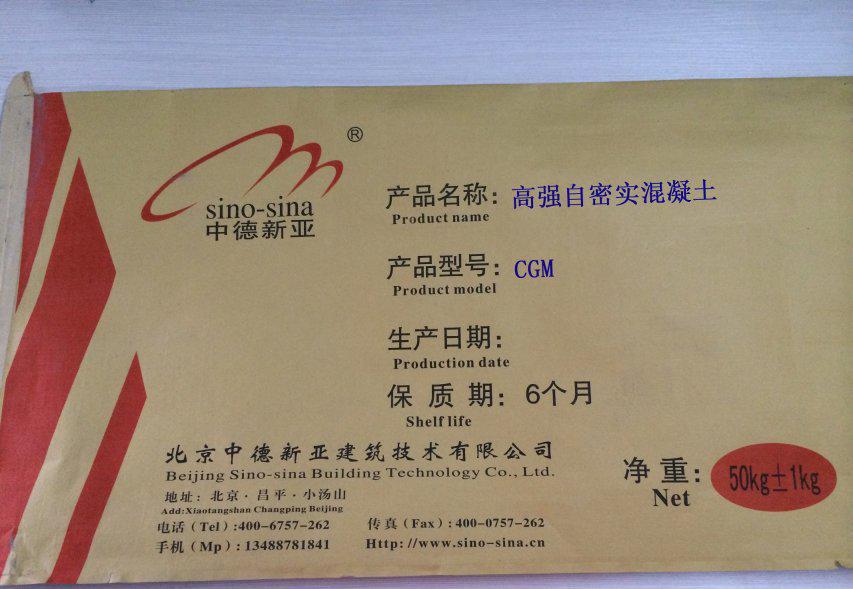 ®
sino-sina
中德新亚
产品名称：高强自密实混凝土
Product name
产品型号：CGM
Product model
生产日期：
Production date
保 质 期：6个月
Shelf life
北京中德新亚建筑技术有限公司
Beijing Sino-sina Building Technology Co., Ltd.
地址：北京·昌平·小汤山
Add:Xiaotangshan Changping Beijing
电话（Tel）:400-6757-262 传真（Fax）:400-0757-262
手机（Mp）:13488781841 Http://www.sino-sina.cn
净 重： 50kg±1kg
Net